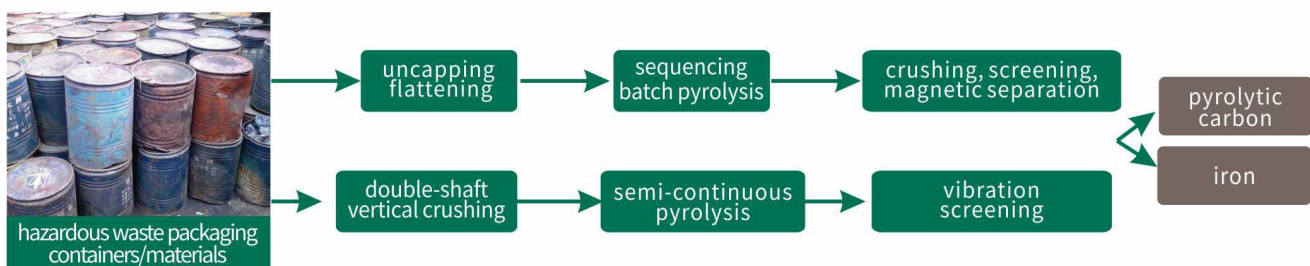 uncapping
flattening
sequencing
batch pyrolysis
crushing, screening,
magnetic separation
pyrolytic
carbon
iron
double-shaft
vertical crushing
semi-continuous
pyrolysis
vibration
screening
hazardous waste packaging
containers/materials